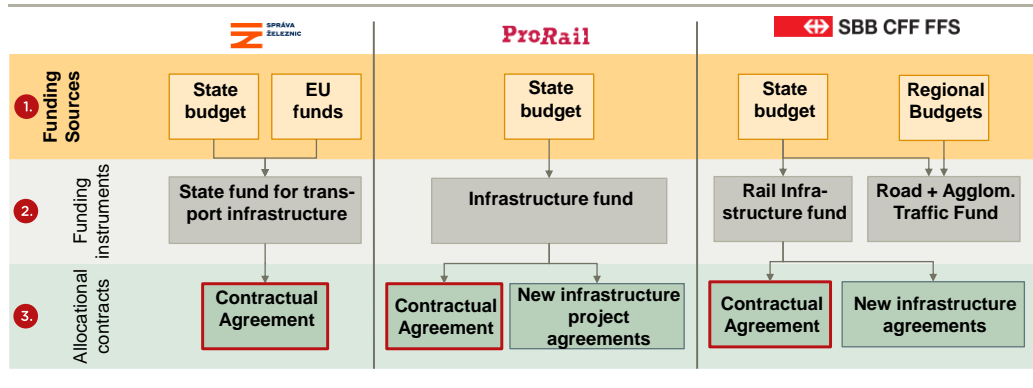 SPRÁVA
ŽELEZNIC
ProRail
SBB CFF FFS
1.
Funding
Sources
State
budget
EU
funds
State
budget
State
budget
Regional
Budgets
2.
Funding
instruments
State fund for trans-
port infrastructure
Infrastructure fund
Rail Infra-
structure fund
Road + Agglom.
Traffic Fund
3.
Allocational
contracts
Contractual
Agreement
Contractual
Agreement
New infrastructure
project
agreements
Contractual
Agreement
New infrastructure
agreements